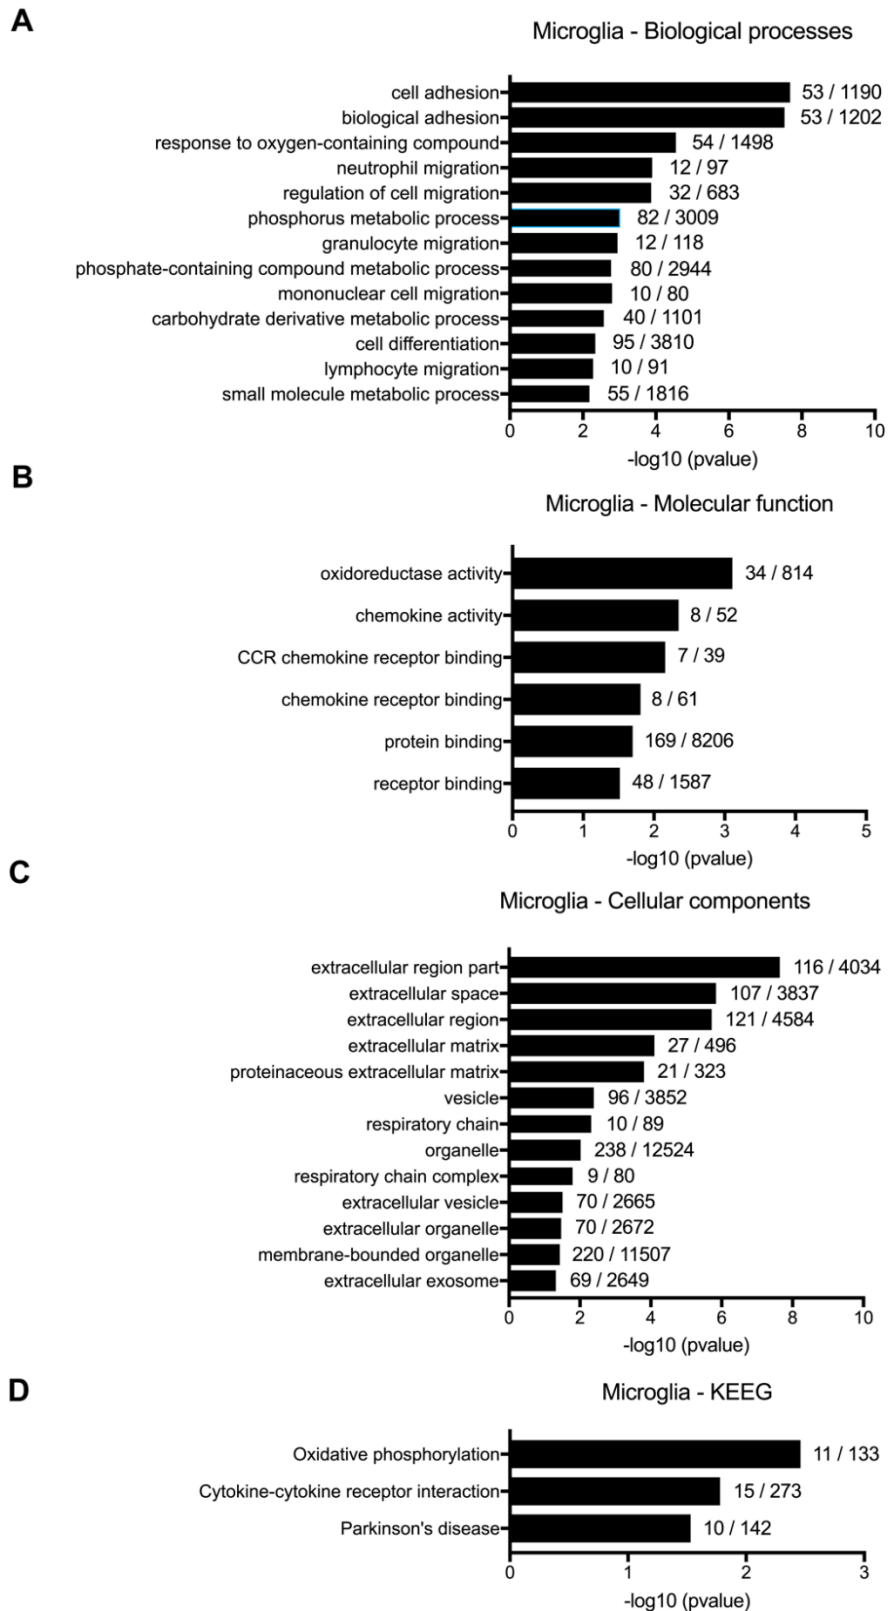 A
Microglia - Biological processes
cell adhesion 53 / 1190
biological adhesion 53 / 1202
response to oxygen-containing compound 54 / 1498
neutrophil migration 12 / 97
regulation of cell migration 32 / 683
phosphorus metabolic process 82 / 3009
granulocyte migration 12 / 118
phosphate-containing compound metabolic process 80 / 2944
mononuclear cell migration 10 / 80
carbohydrate derivative metabolic process 40 / 1101
cell differentiation 95 / 3810
lymphocyte migration 10 / 91
small molecule metabolic process 55 / 1816
0 2 4 6 8 10
-log10 (pvalue)
B
Microglia - Molecular function
oxidoreductase activity 34 / 814
chemokine activity 8 / 52
CCR chemokine receptor binding 7 / 39
chemokine receptor binding 8 / 61
protein binding 169 / 8206
receptor binding 48 / 1587
0 1 2 3 4 5
-log10 (pvalue)
C
Microglia - Cellular components
extracellular region part 116 / 4034
extracellular space 107 / 3837
extracellular region 121 / 4584
extracellular matrix 27 / 496
proteinaceous extracellular matrix 21 / 323
vesicle 96 / 3852
respiratory chain 10 / 89
organelle 238 / 12524
respiratory chain complex 9 / 80
extracellular vesicle 70 / 2665
extracellular organelle 70 / 2672
membrane-bounded organelle 220 / 11507
extracellular exosome 69 / 2649
0 2 4 6 8 10
-log10 (pvalue)
D
Microglia - KEEG
Oxidative phosphorylation 11 / 133
Cytokine-cytokine receptor interaction 15 / 273
Parkinson's disease 10 / 142
0 1 2 3
-log10 (pvalue)